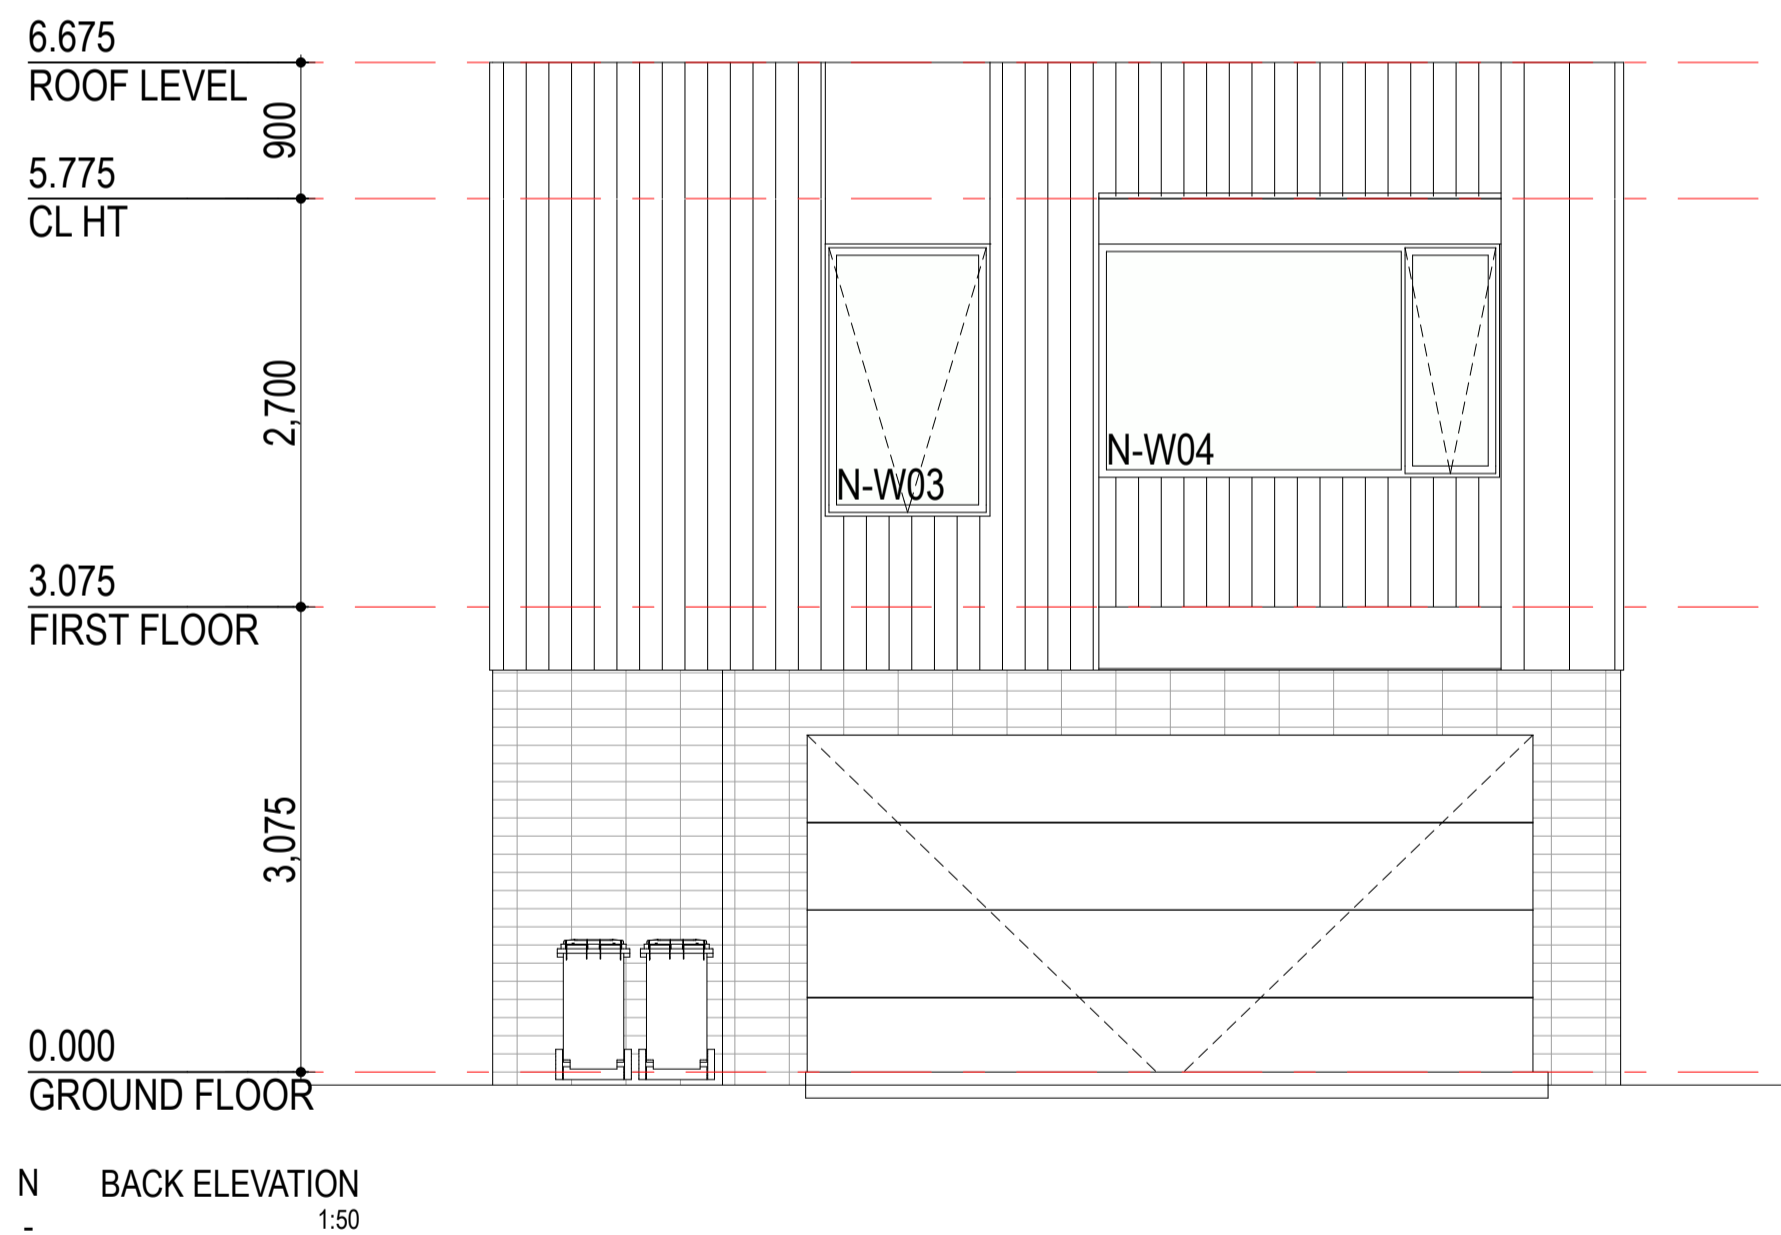 6.675
ROOF LEVEL
900
5.775
CL HT
2,700
N-W04
N-W03
3.075
FIRST FLOOR
3,075
0.000
GROUND FLOOR
N BACK ELEVATION
- 1:50